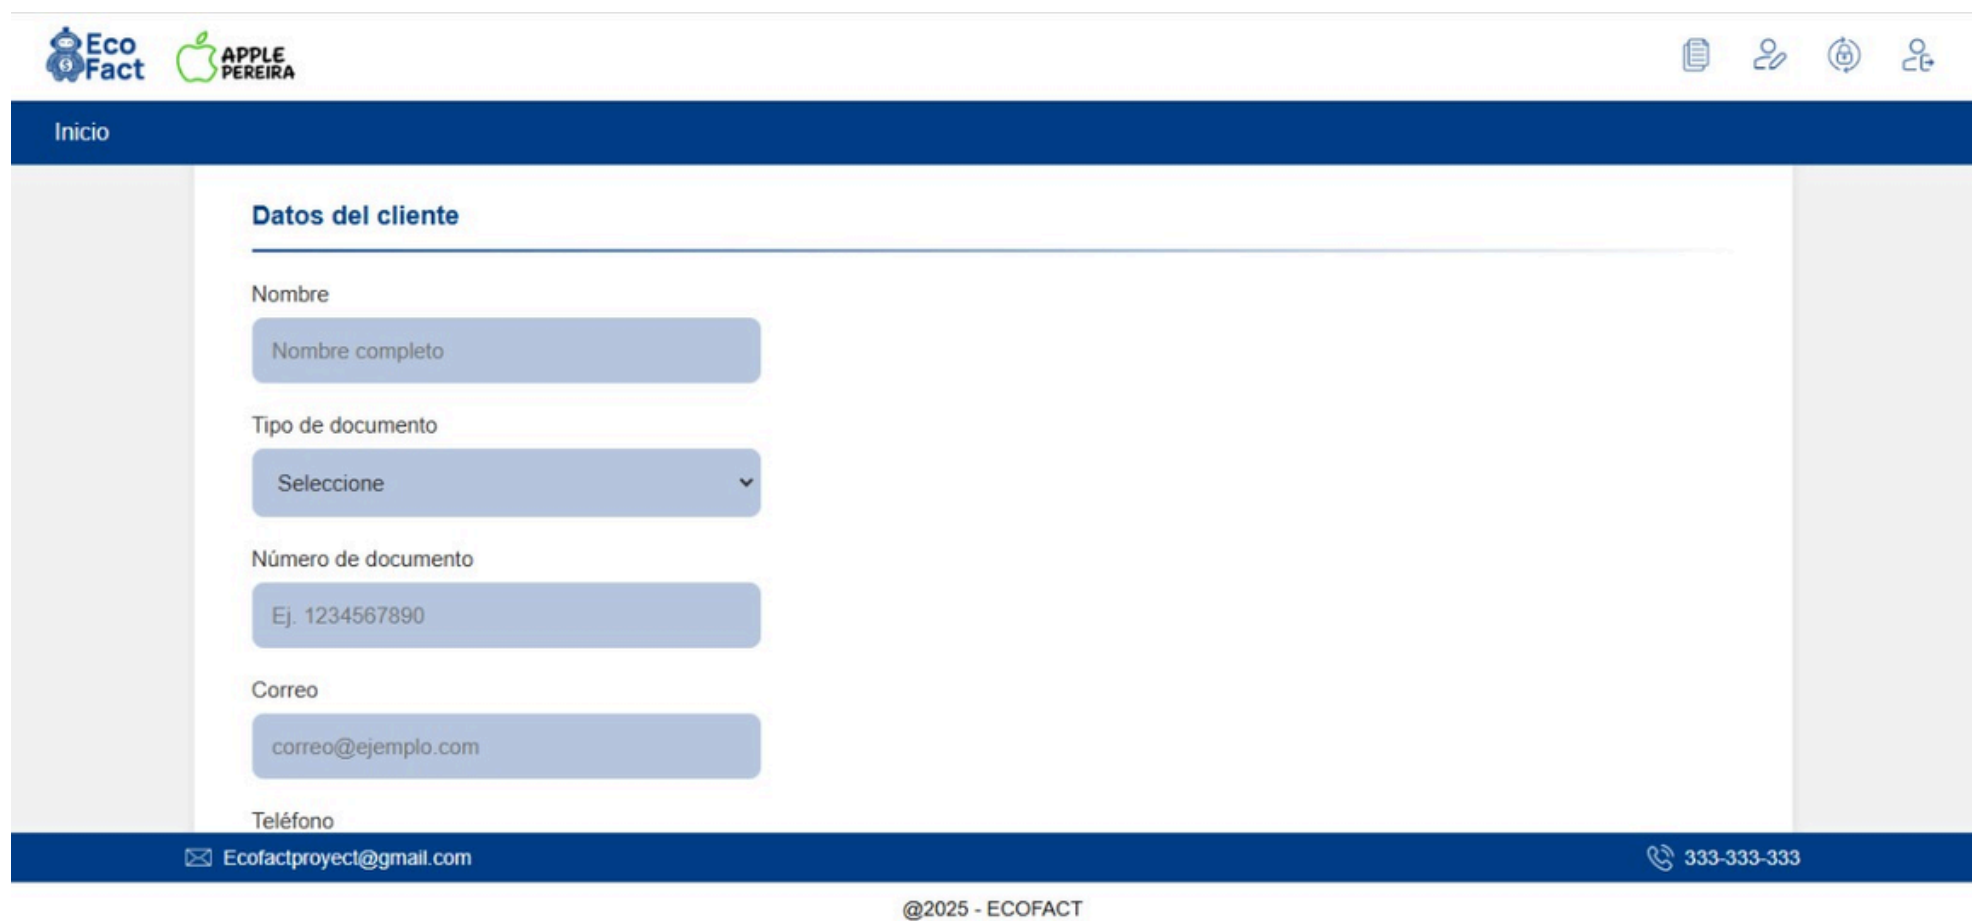 Eco
Fact
APPLE
PEREIRA
Inicio
Datos del cliente
Nombre
Nombre completo
Tipo de documento
Seleccione
Número de documento
Ej. 1234567890
Correo
correo@ejemplo.com
Teléfono
Ecofactproyect@gmail.com
333-333-333
@2025 - ECOFACT